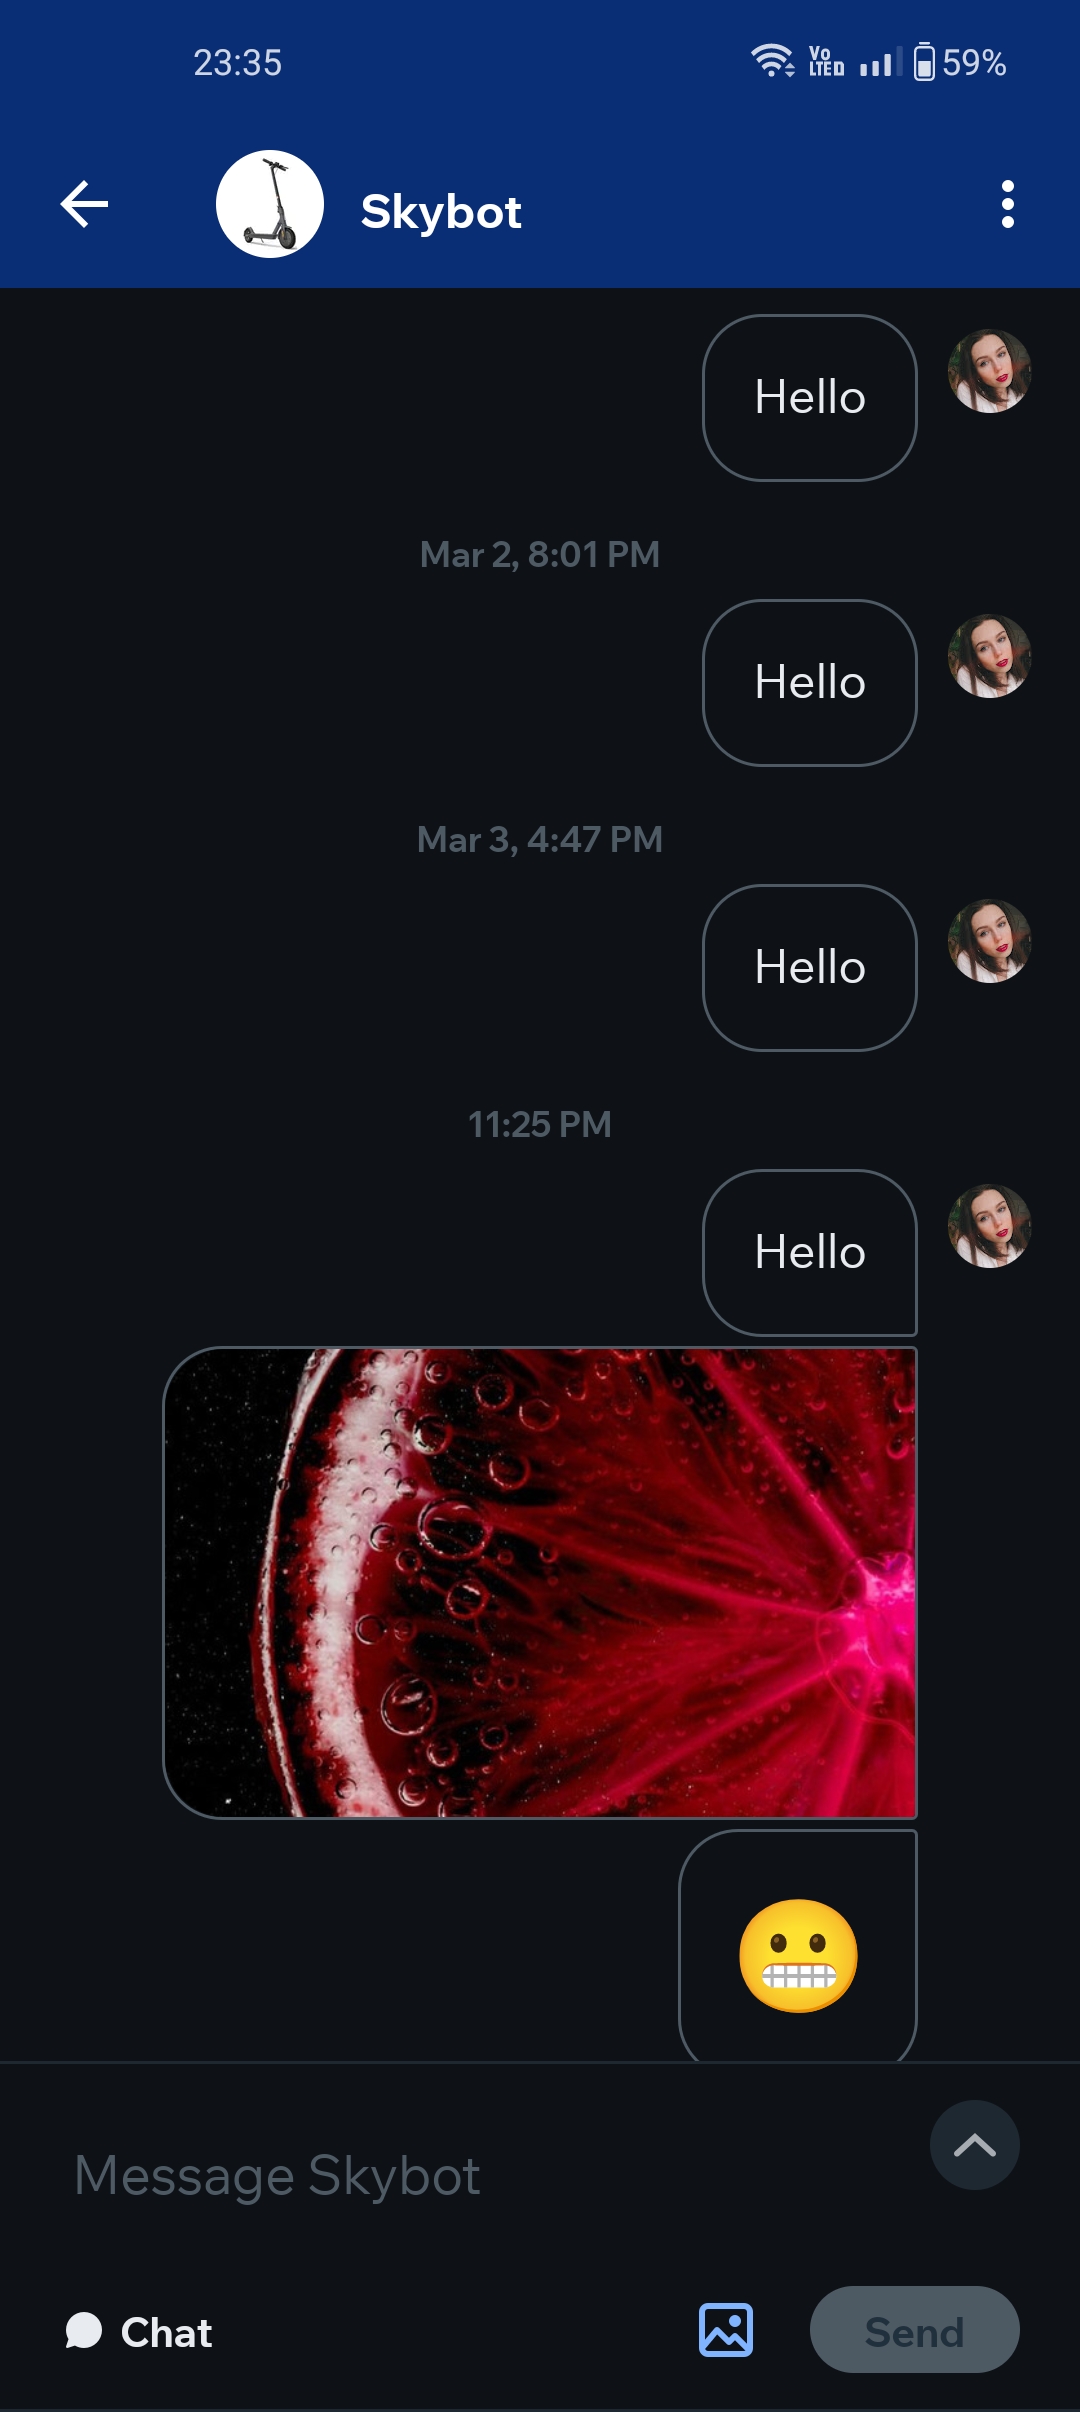 23:35
Vo LTED 59%
Skybot
Hello
Mar 2, 8:01 PM
Hello
Mar 3, 4:47 PM
Hello
11:25 PM
Hello
Message Skybot
Chat
Send